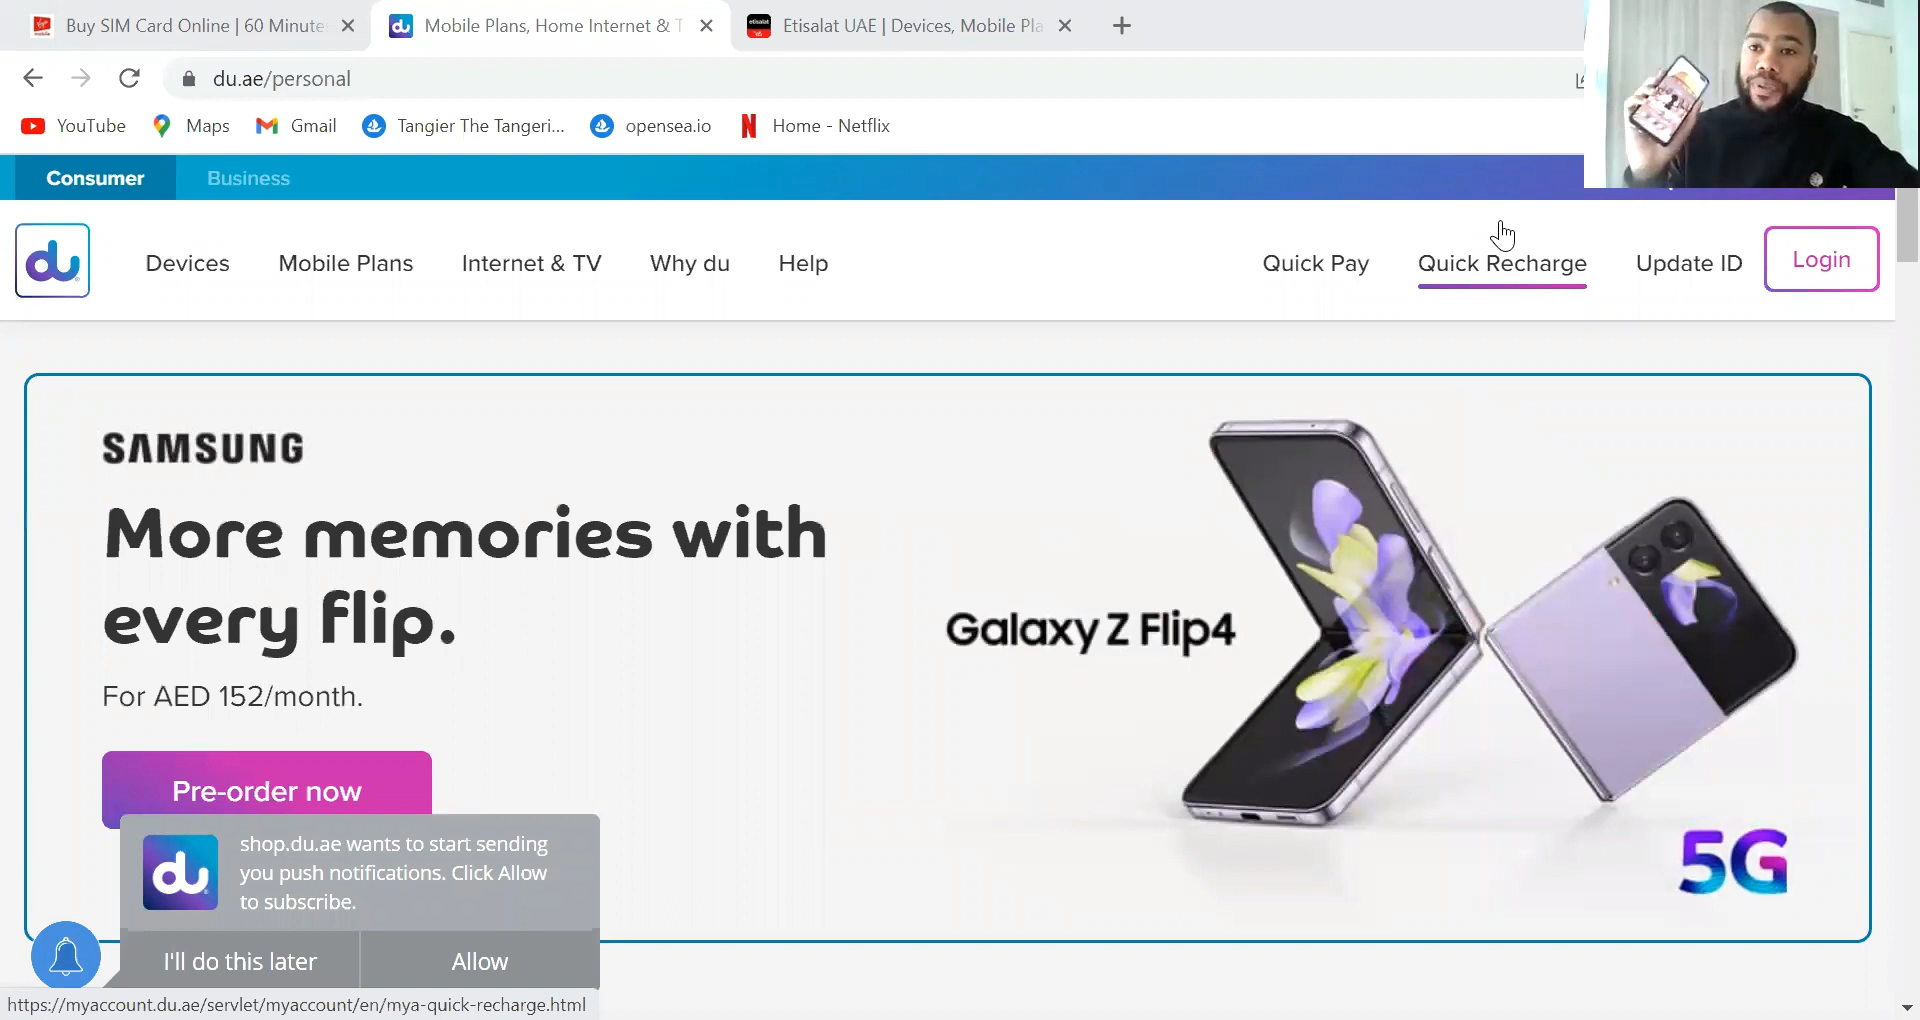 Buy SIM Card Online | 60 Minute
Mobile Plans, Home Internet & T
Etisalat UAE | Devices, Mobile Pla
du.ae/personal
YouTube
Maps
Gmail
Tangier The Tangeri...
opensea.io
Home - Netflix
Consumer
Business
du
Devices
Mobile Plans
Internet & TV
Why du
Help
Quick Pay
Quick Recharge
Update ID
Login
SAMSUNG
More memories with
every flip.
For AED 152/month.
Galaxy Z Flip4
Pre-order now
5G
du
shop.du.ae wants to start sending
you push notifications. Click Allow
to subscribe.
I'll do this later
Allow
https://myaccount.du.ae/servlet/myaccount/en/mya-quick-recharge.html